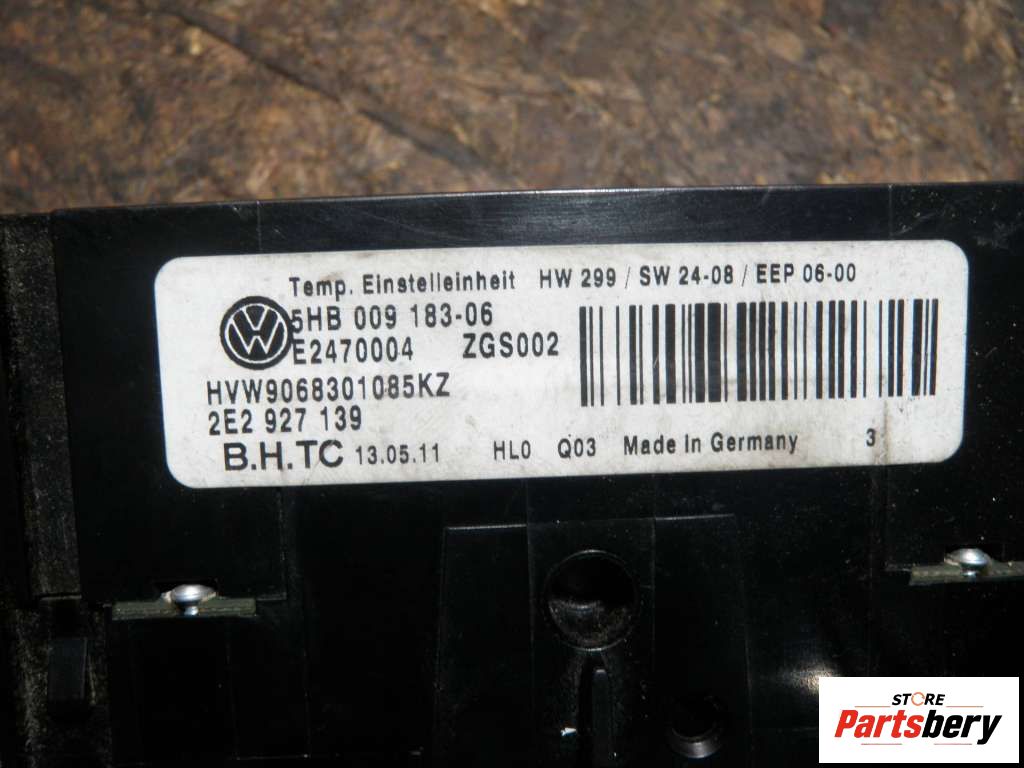 Temp. Einstelleinheit HW 299 / SW 24-08 / EEP 06-00
5HB 009 183-06
E2470004 ZGS002
HVW9068301085KZ
2E2 927 139
B.H.TC 13.05.11 HL0 Q03 Made in Germany 3
STORE
Partsbery